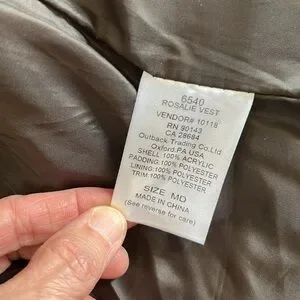 6540
ROSALIE VEST
VENDOR# 10118
RN 90143
CA 28684
Outback Trading Co.Ltd
Oxford.PA USA
SHELL:100% ACRYLIC
PADDING:100% POLYESTER
LINING:100% POLYESTER
TRIM:100% POLYESTER
SIZE MD
MADE IN CHINA
(See reverse for care)